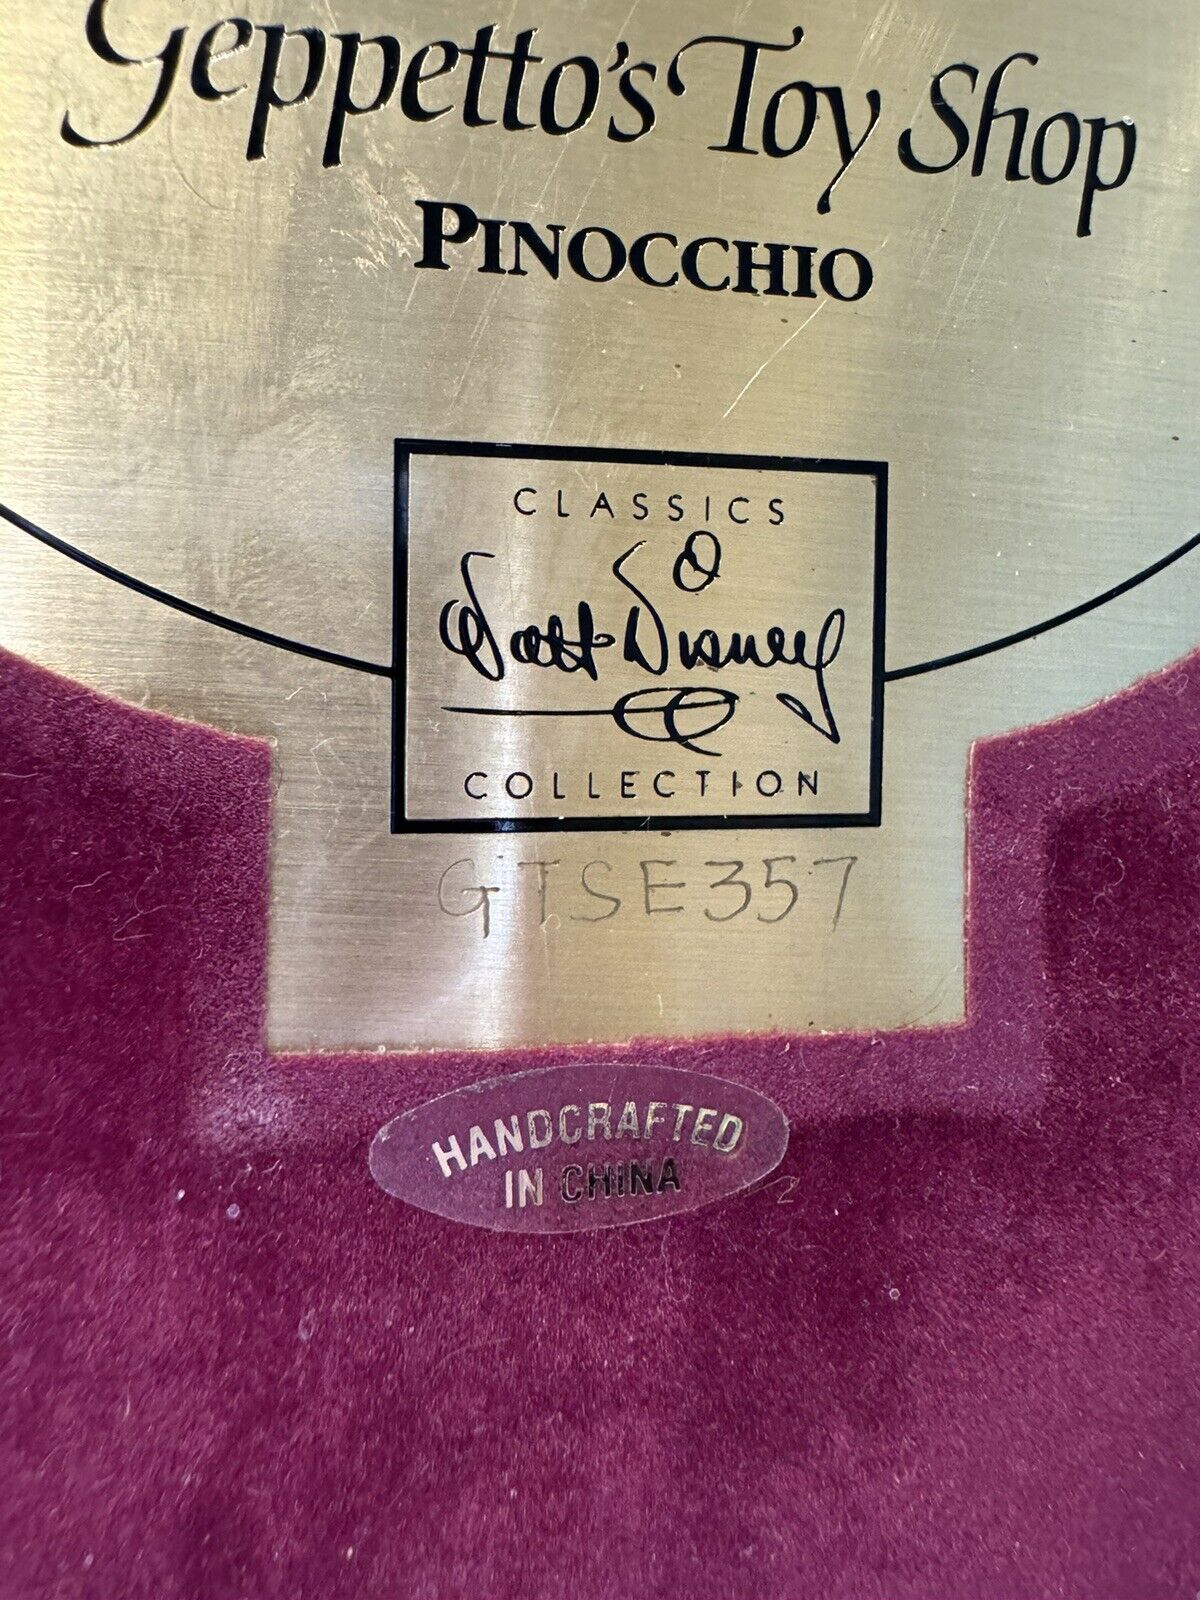 Geppetto's Toy Shop
PINOCCHIO
CLASSICS
Walt Disney
COLLECTION
GTSE357
HANDCRAFTED
IN CHINA